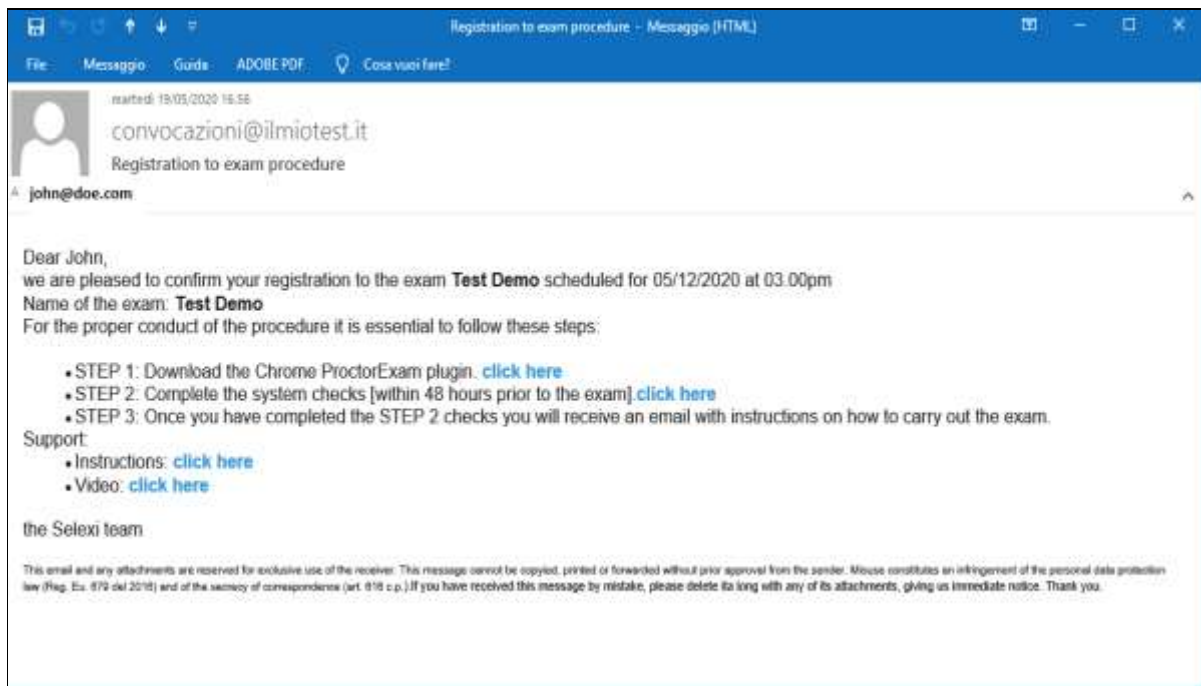 Registration to exam procedure - Messaggio (HTML)
File Messaggio Guida ADOBE PDF Cosa vuoi fare?
martedì 19/05/2020 16:56
convocazioni@ilmiotest.it
Registration to exam procedure
A john@doe.com
Dear John,
we are pleased to confirm your registration to the exam Test Demo scheduled for 05/12/2020 at 03.00pm
Name of the exam: Test Demo
For the proper conduct of the procedure it is essential to follow these steps:
• STEP 1: Download the Chrome ProctorExam plugin. click here
• STEP 2: Complete the system checks [within 48 hours prior to the exam].click here
• STEP 3: Once you have completed the STEP 2 checks you will receive an email with instructions on how to carry out the exam.
Support:
• Instructions: click here
• Video: click here
the Selexi team
This email and any attachments are reserved for exclusive use of the receiver. This message cannot be copyied, printed or forwarded without prior approval from the sender. Misuse constitutes an infringement of the personal data protection
law (Reg. Eu. 679 del 2016) and of the secrecy of correspondence (art. 616 c.p.).If you have received this message by mistake, please delete ita long with any of its attachments, giving us immediate notice. Thank you.